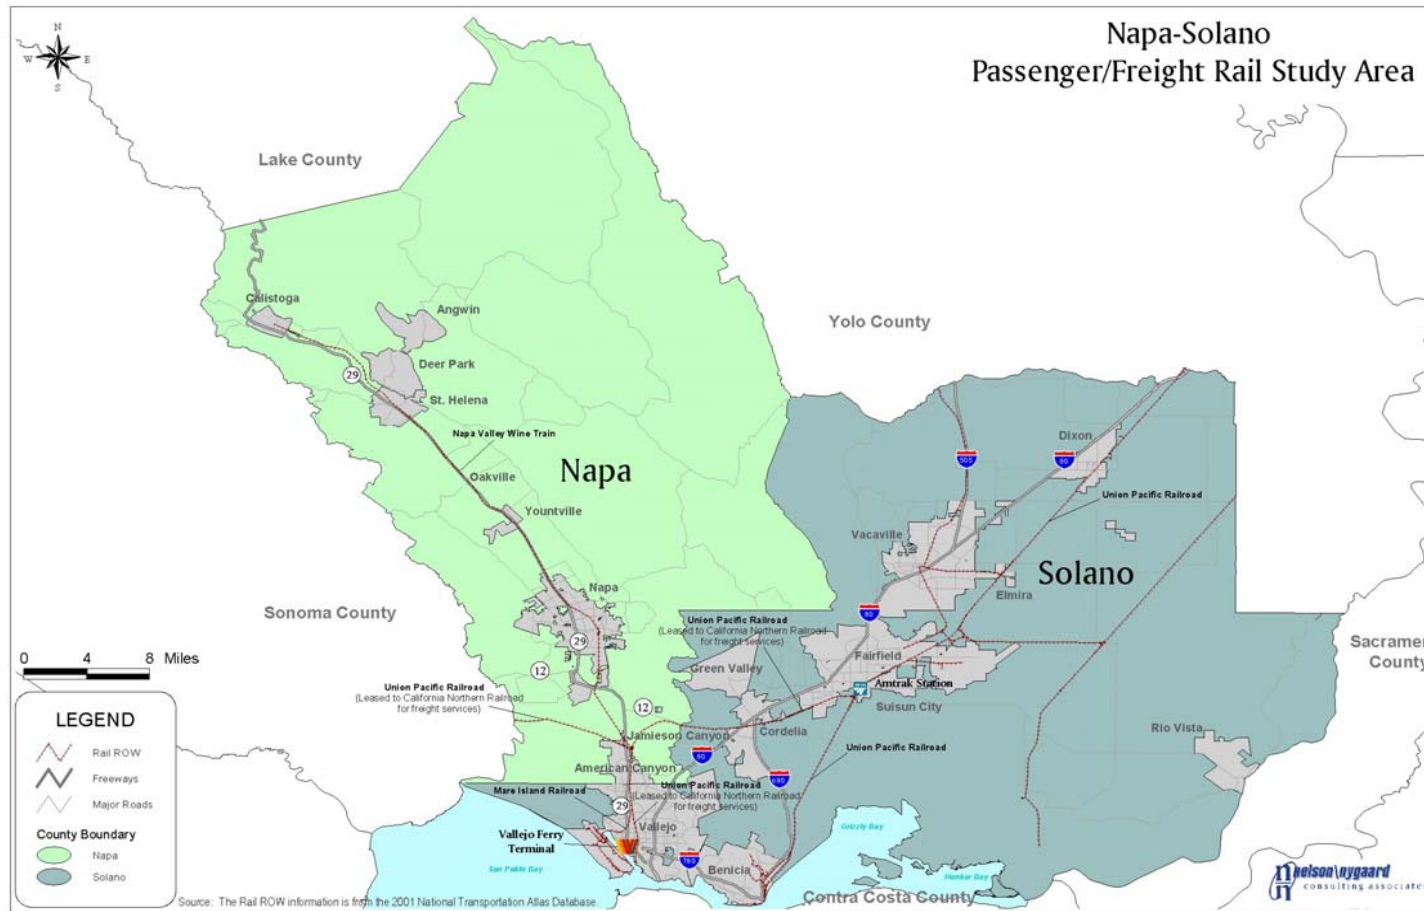 Napa-Solano
Passenger/Freight Rail Study Area
N
W E
S
Lake County
Yolo County
Sonoma County
Sacramen
County
Contra Costa County
Calistoga
Angwin
Deer Park
29
St. Helena
Napa Valley Wine Train
Napa
Oakville
Yountville
Napa
29
12
12
Union Pacific Railroad
(Leased to California Northern Railroad
for freight services)
Jamieson Canyon
American Canyon
Dixon
505
80
Union Pacific Railroad
Vacaville
Solano
Elmira
80
Union Pacific Railroad
(Leased to California Northern Railroad
for freight services)
Fairfield
Green Valley
Amtrak Station
Suisun City
Cordelia
Rio Vista
Union Pacific Railroad
80
680
Union Pacific Railroad
(Leased to California Northern Railroad
for freight services)
Mare Island Railroad
29
Vallejo
Vallejo Ferry
Terminal
780
Benicia
San Pablo Bay
Grizzly Bay
Honker Bay
0 4 8 Miles
LEGEND
Rail ROW
Freeways
Major Roads
County Boundary
Napa
Solano
Source: The Rail ROW information is from the 2001 National Transportation Atlas Database.
nelson\nygaard
consulting associates